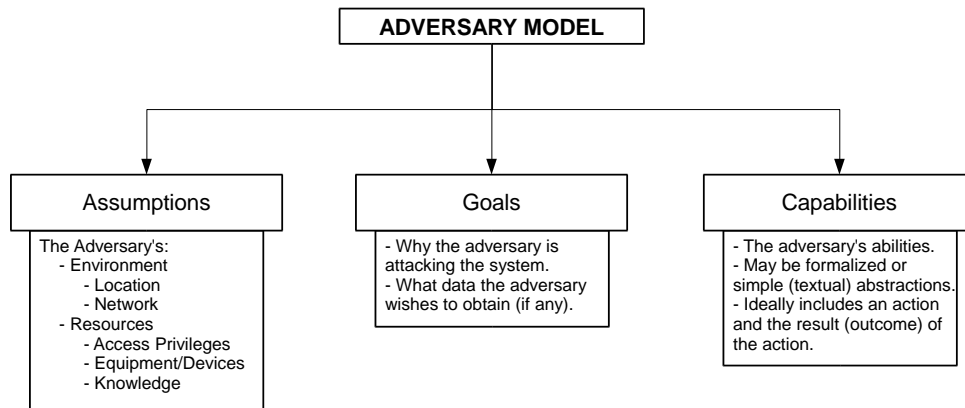 ADVERSARY MODEL
Assumptions
The Adversary's:
- Environment
- Location
- Network
- Resources
- Access Privileges
- Equipment/Devices
- Knowledge
Goals
- Why the adversary is
attacking the system.
- What data the adversary
wishes to obtain (if any).
Capabilities
- The adversary's abilities.
- May be formalized or
simple (textual) abstractions.
- Ideally includes an action
and the result (outcome) of
the action.